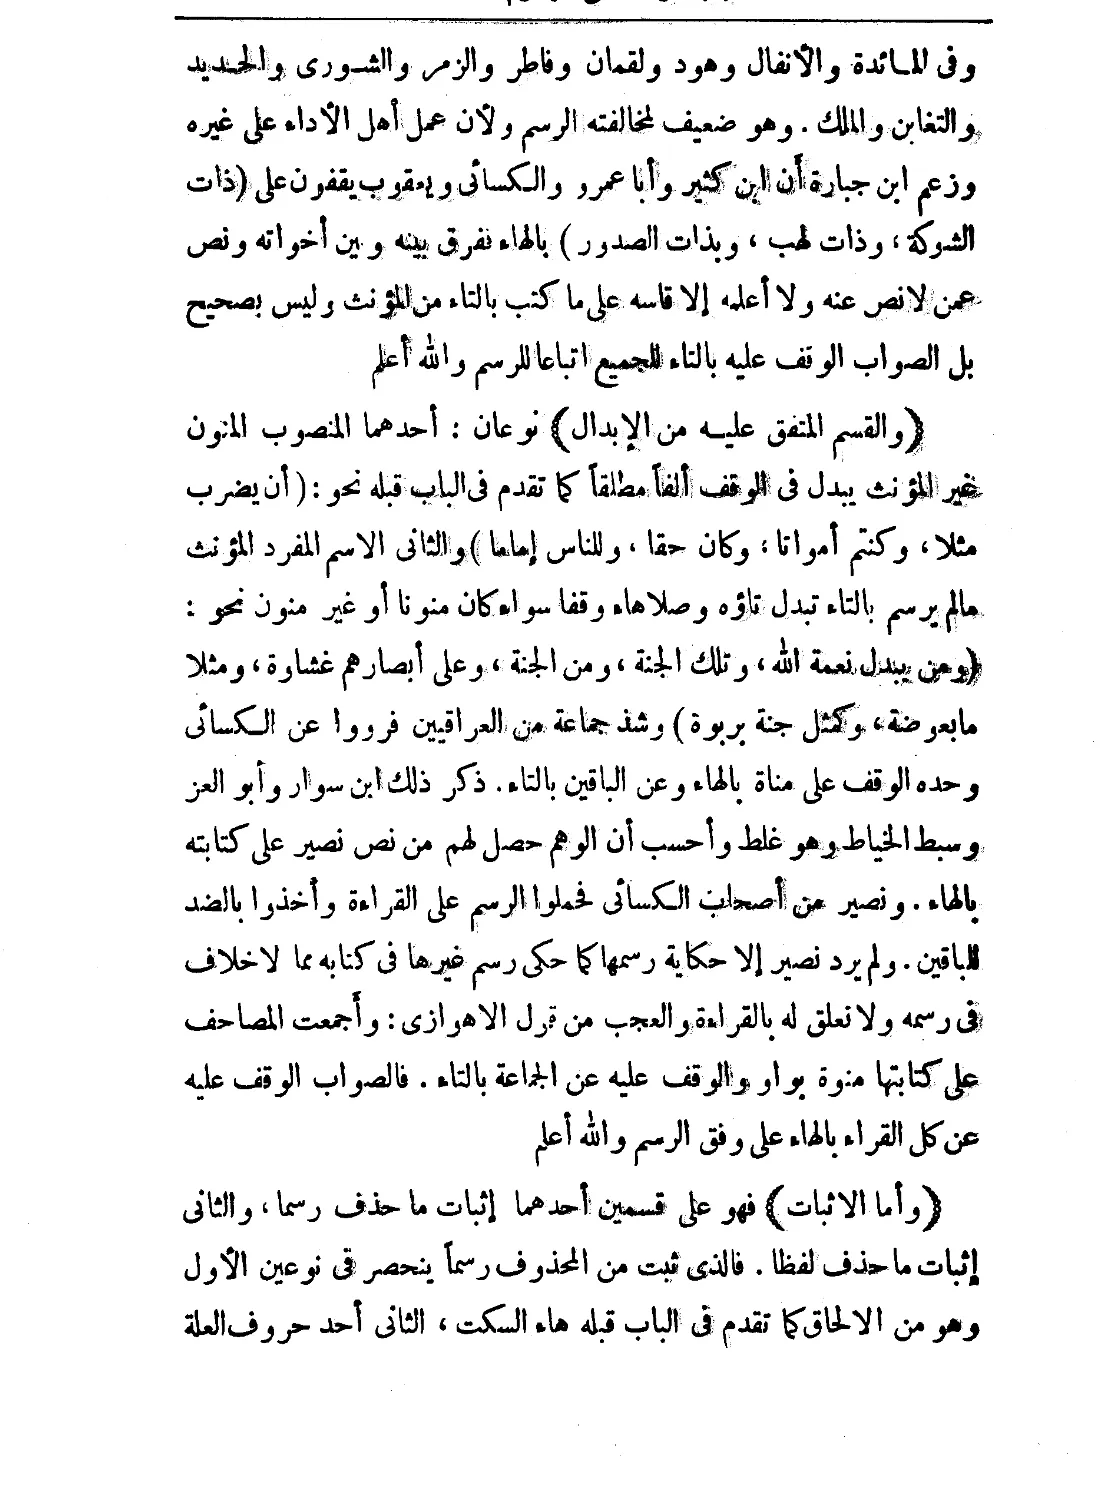 وفى المائدة والأنفال وهود ولقمان وفاطر والزمر والشورى والحديد
والتغابن والملك . وهو ضعيف لمخالفته الرسم ولأن عمل أهل الأداء على غيره
وزعم ابن جبارة أن ابن كثير وأبا عمرو والكسائى ويعقوب يقفون على (ذات
الشوكة ، وذات لهب ، وبذات الصدور) بالهاء نفرق بينه وبين أخواته ونص
عمن لا نص عنه ولا أعلمه إلا قاسه على ما كتب بالتاء من المؤنث وليس بصحيح
بل الصواب الوقف عليه بالتاء للجميع اتباعا للرسم والله أعلم
(والقسم المتفق عليه من الإبدال) نوعان : أحدهما المنصوب المنون
غير المؤنث يبدل فى الوقف ألفاً مطلقاً كما تقدم فى الباب قبله نحو : (أن يضرب
مثلا ، وكنتم أمواتا ، وكان حقا ، وللناس إماما) والثانى الاسم المفرد المؤنث
مالم يرسم بالتاء تبدل تاؤه وصلا هاء وقفا سواء كان منونا أو غير منون نحو :
(ومن يبدل نعمة الله ، وتلك الجنة ، ومن الجنة ، وعلى أبصارهم غشاوة ، ومثلا
ما بعوضة ، وكمثل جنة بربوة) وشذ جماعة من العراقيين فرووا عن الكسائى
وحده الوقف على مناة بالهاء وعن الباقين بالتاء . ذكر ذلك ابن سوار وأبو العز
وسبط الخياط وهو غلط وأحسب أن الوهم حصل لهم من نص نصير على كتابته
بالهاء . ونصير من أصحاب الكسائى فحملوا الرسم على القراءة وأخذوا بالضد
للباقين . ولم يرد نصير إلا حكاية رسمها كما حكى رسم غيرها فى كتابه مما لا خلاف
فى رسمه ولا تعلق له بالقراءة والعجب من قول الاهوازى : وأجمعت المصاحف
على كتابتها منوة بواو والوقف عليه عن الجماعة بالتاء . فالصواب الوقف عليه
عن كل القراء بالهاء على وفق الرسم والله أعلم
(وأما الاثبات) فهو على قسمين أحدهما إثبات ما حذف رسما ، والثانى
إثبات ما حذف لفظا . فالذى ثبت من المحذوف رسماً ينحصر فى نوعين الأول
وهو من الالحاق كما تقدم فى الباب قبله هاء السكت ، الثانى أحد حروف العلة